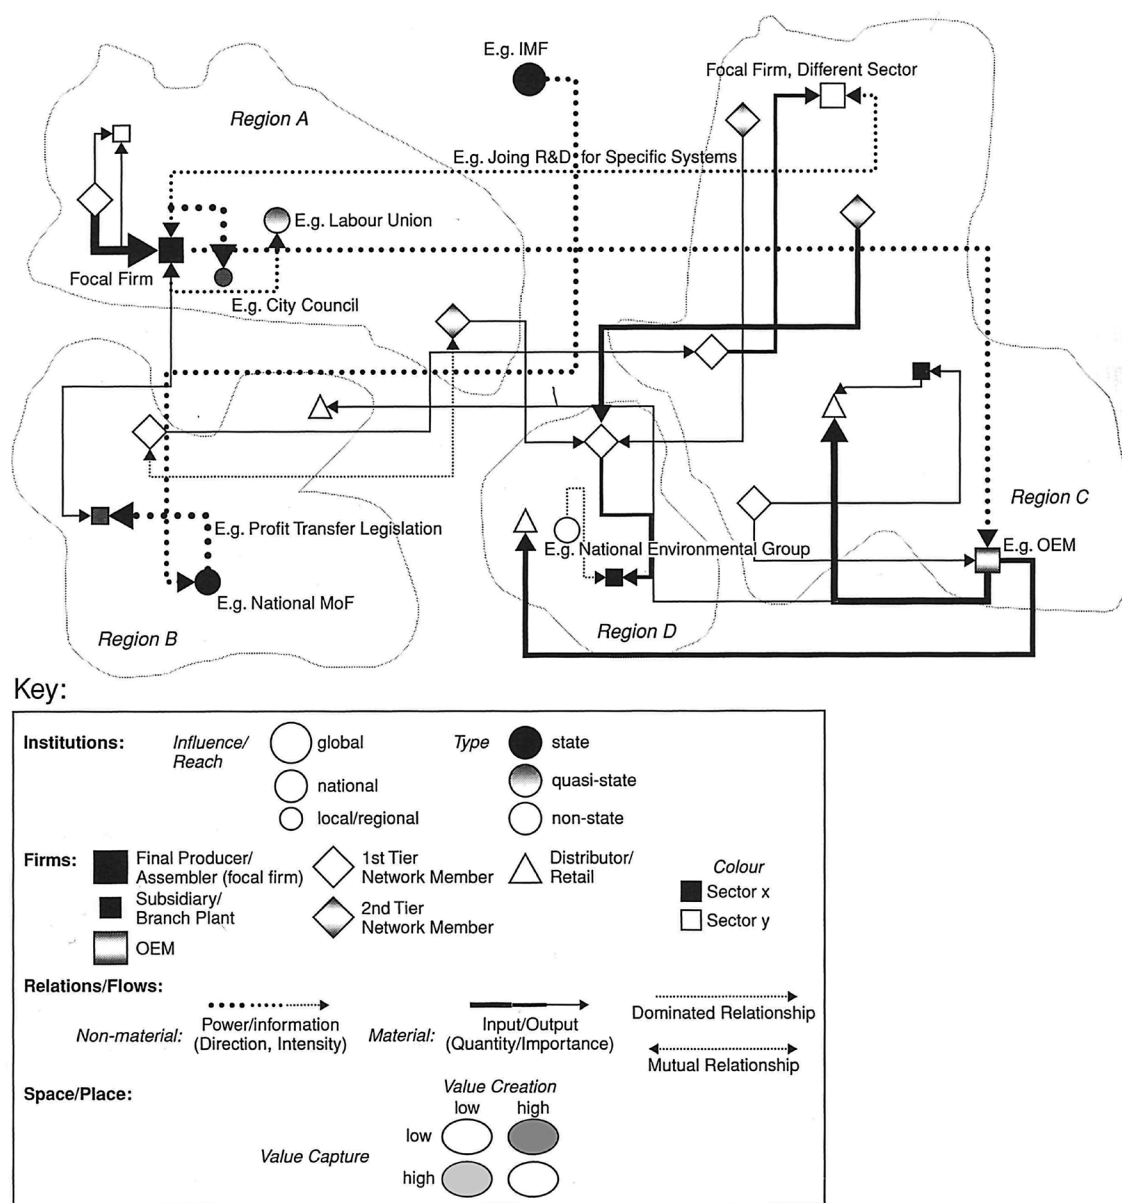 E.g. IMF
Focal Firm, Different Sector
Region A
E.g. Joing R&D for Specific Systems
E.g. Labour Union
Focal Firm
E.g. City Council
Region C
E.g. Profit Transfer Legislation
E.g. National Environmental Group
E.g. OEM
E.g. National MoF
Region B
Region D
Key:
Institutions:
Influence/
Reach
global
national
local/regional
Type
state
quasi-state
non-state
Firms:
Final Producer/
Assembler (focal firm)
Subsidiary/
Branch Plant
OEM
1st Tier
Network Member
2nd Tier
Network Member
Distributor/
Retail
Colour
Sector x
Sector y
Relations/Flows:
Non-material:
Power/information
(Direction, Intensity)
Material:
Input/Output
(Quantity/Importance)
Dominated Relationship
Mutual Relationship
Space/Place:
Value Creation
low high
Value Capture
low
high